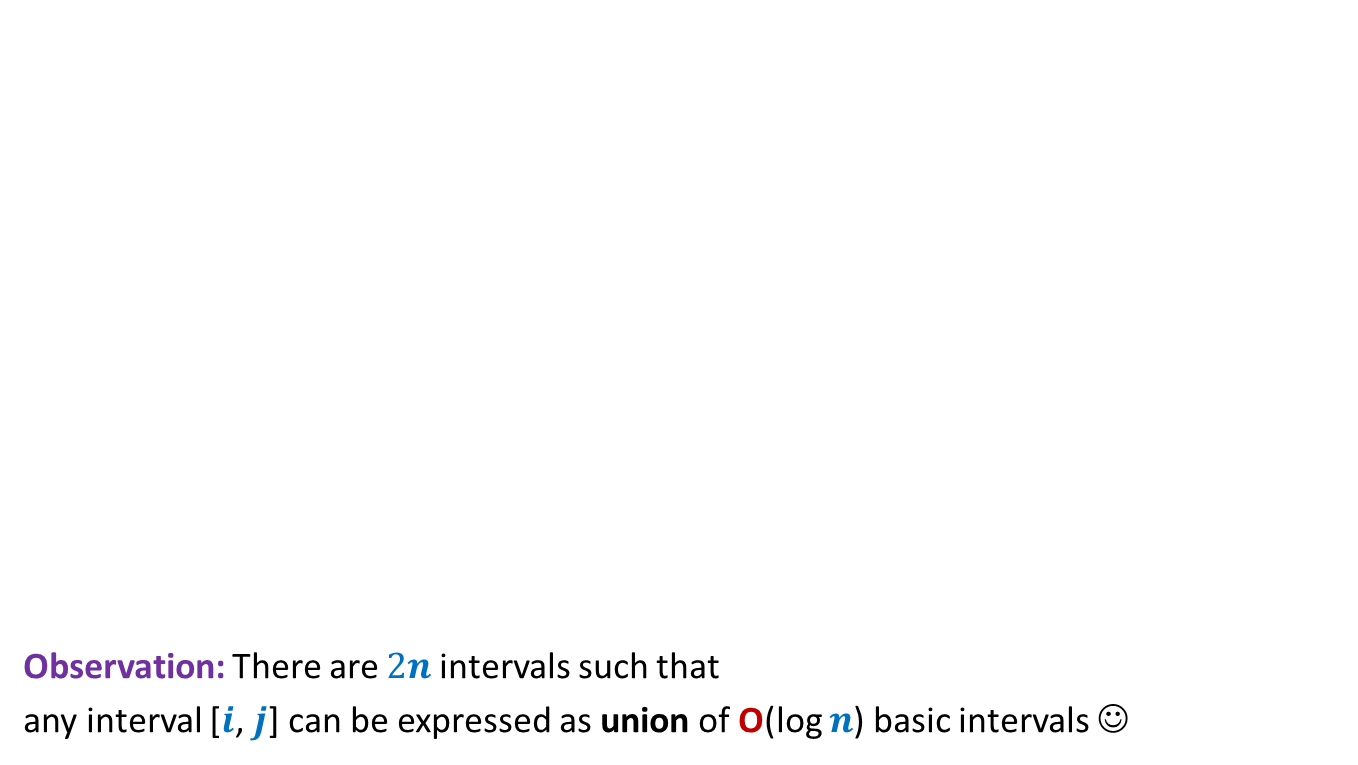 Observation: There are 2n intervals such that
any interval [i, j] can be expressed as union of O(log n) basic intervals ☺